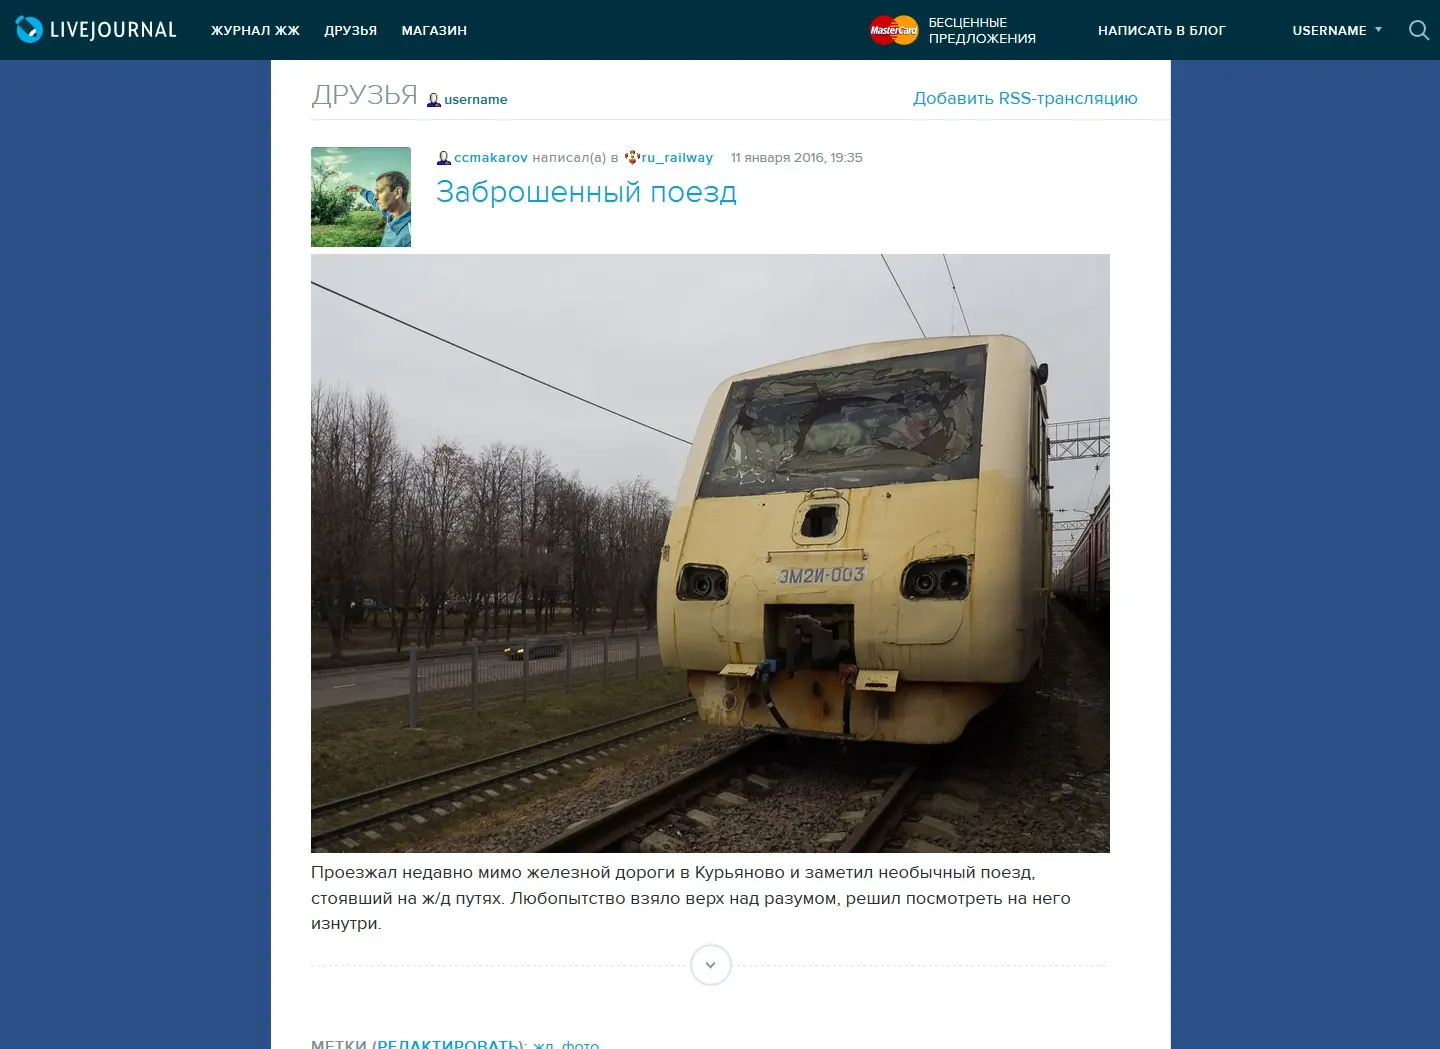 LIVEJOURNAL
ЖУРНАЛ ЖЖ ДРУЗЬЯ МАГАЗИН
MasterCard
БЕСЦЕННЫЕ
ПРЕДЛОЖЕНИЯ
НАПИСАТЬ В БЛОГ
USERNAME
ДРУЗЬЯ username
Добавить RSS-трансляцию
ccmakarov написал(а) в ru_railway 11 января 2016, 19:35
Заброшенный поезд
ЭМ2И-003
Проезжал недавно мимо железной дороги в Курьяново и заметил необычный поезд,
стоявший на ж/д путях. Любопытство взяло верх над разумом, решил посмотреть на него
изнутри.
МЕТКИ (РЕДАКТИРОВАТЬ): жд, фото